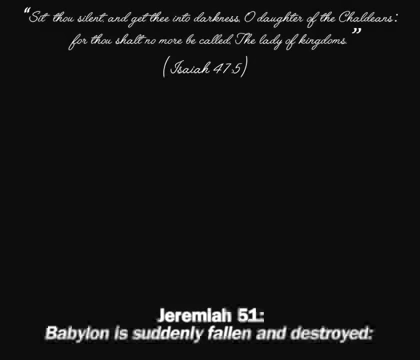 “Sit thou silent, and get thee into darkness, O daughter of the Chaldeans:
for thou shalt no more be called, The lady of kingdoms.”
(Isaiah 47:5)
Jeremiah 51:
Babylon is suddenly fallen and destroyed: